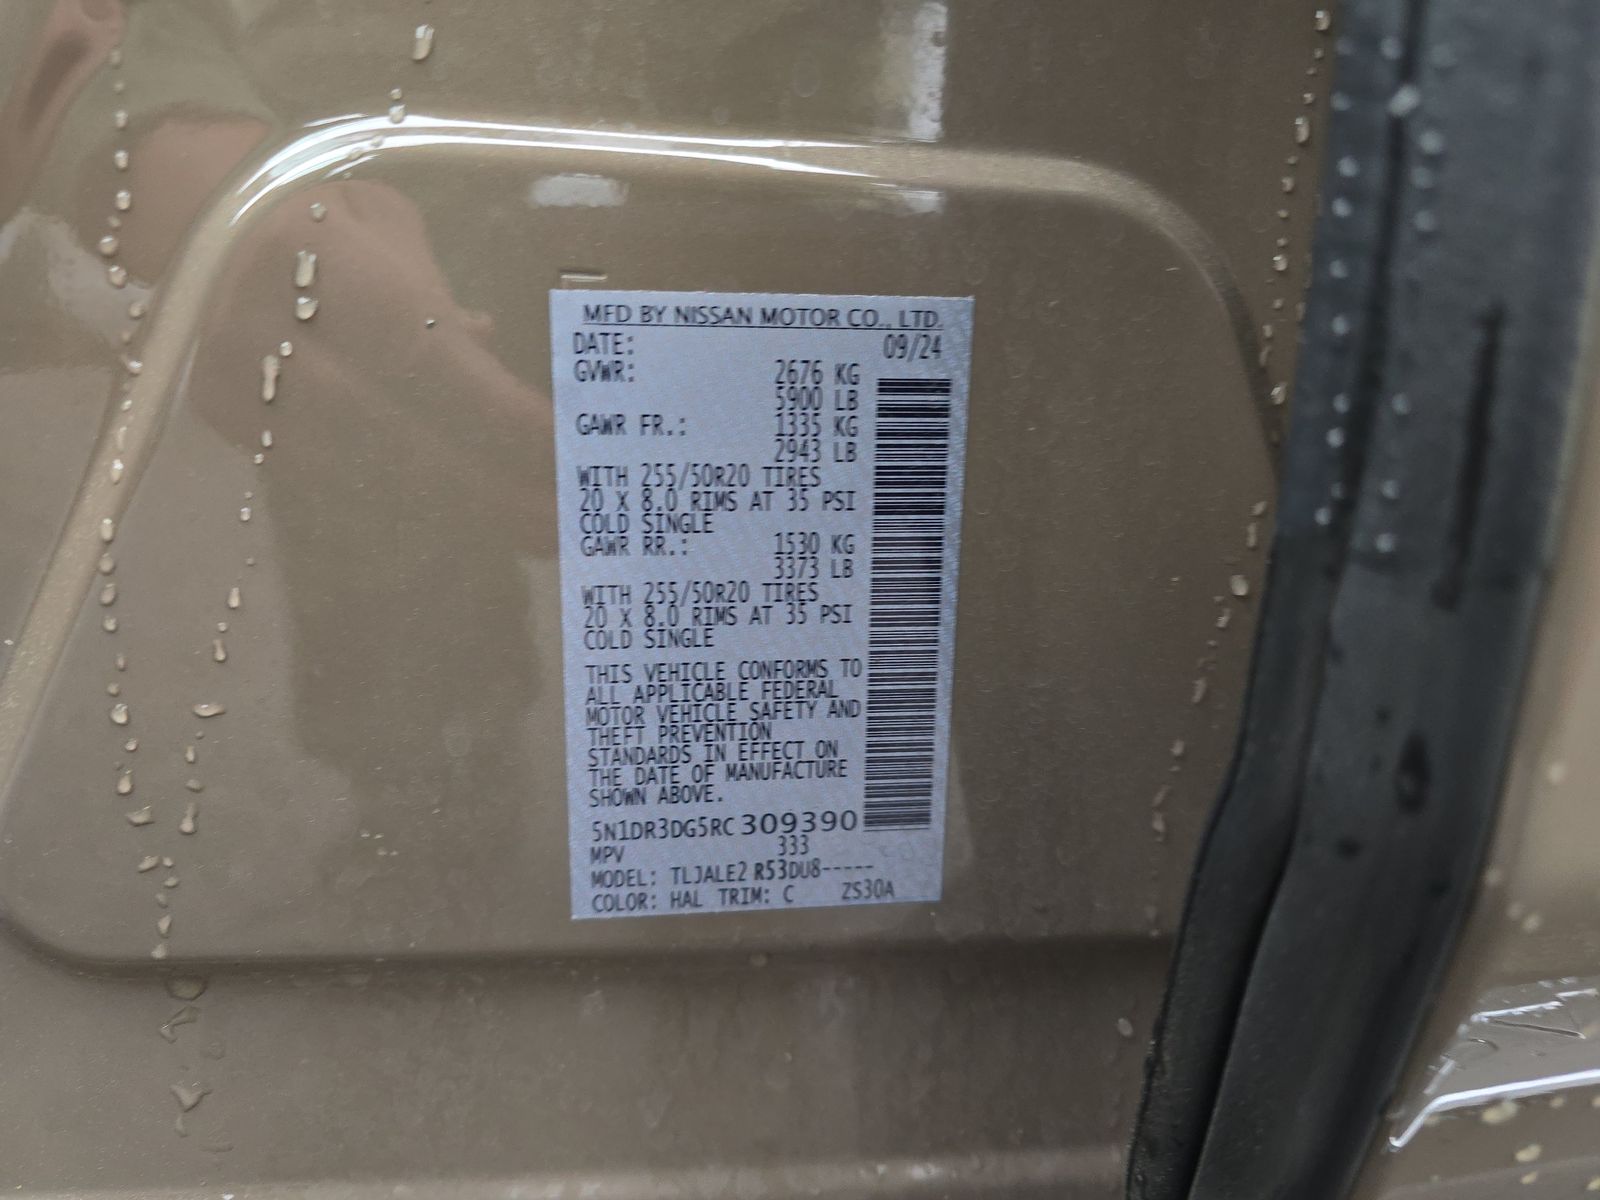 MFD BY NISSAN MOTOR CO., LTD.
DATE: 09/24
GVWR: 2676 KG
5900 LB
GAWR FR.: 1335 KG
2943 LB
WITH 255/50R20 TIRES
20 X 8.0 RIMS AT 35 PSI
COLD SINGLE
GAWR RR.: 1530 KG
3373 LB
WITH 255/50R20 TIRES
20 X 8.0 RIMS AT 35 PSI
COLD SINGLE
THIS VEHICLE CONFORMS TO
ALL APPLICABLE FEDERAL
MOTOR VEHICLE SAFETY AND
THEFT PREVENTION
STANDARDS IN EFFECT ON
THE DATE OF MANUFACTURE
SHOWN ABOVE.
5N1DR3DG5RC309390
MPV 333
MODEL: TLJALE2 R53DU8-----
COLOR: HAL TRIM: C ZS30A